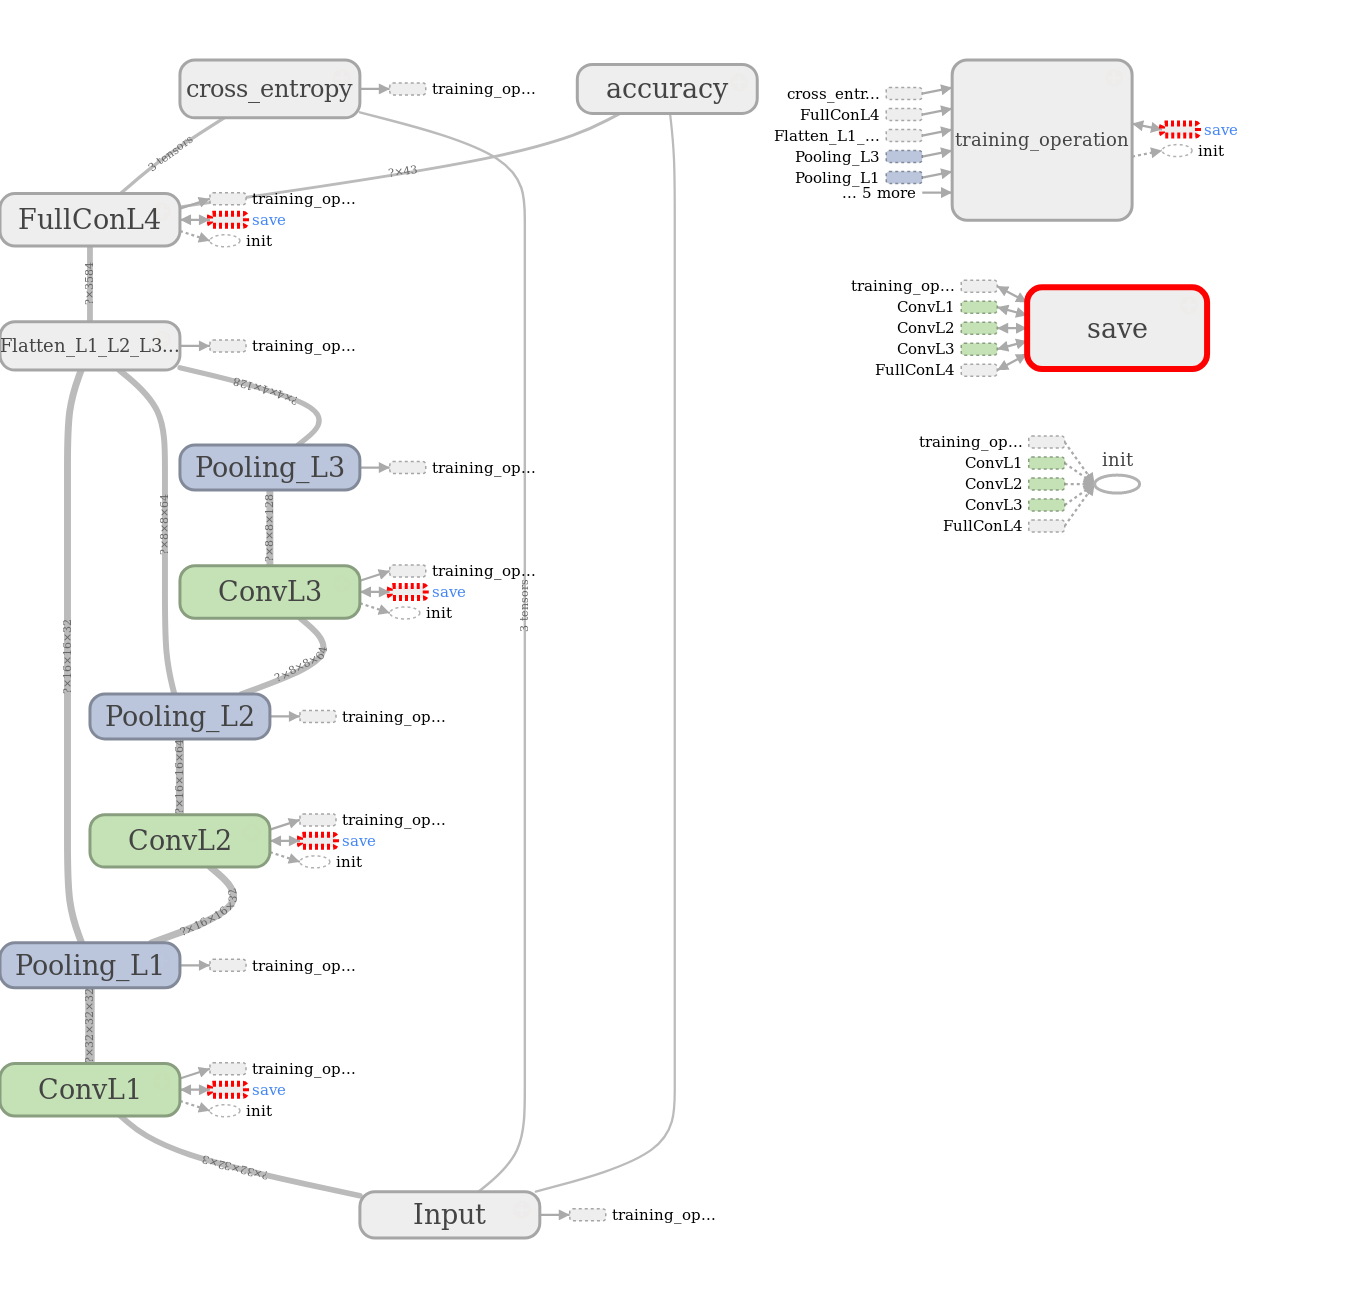 cross_entropy
training_op...
accuracy
3 tensors
?×43
FullConL4
training_op...
save
init
?×3584
Flatten_L1_L2_L3...
training_op...
?×4×4×128
Pooling_L3
training_op...
?×8×8×64
?×8×8×128
ConvL3
training_op...
save
init
3 tensors
?×16×16×32
?×8×8×64
Pooling_L2
training_op...
?×16×16×64
ConvL2
training_op...
save
init
?×16×16×32
Pooling_L1
training_op...
?×32×32×32
ConvL1
training_op...
save
init
?×32×32×3
Input
training_op...
cross_entr...
FullConL4
Flatten_L1_...
Pooling_L3
Pooling_L1
... 5 more
training_operation
save
init
training_op...
ConvL1
ConvL2
ConvL3
FullConL4
save
training_op...
ConvL1
ConvL2
ConvL3
FullConL4
init